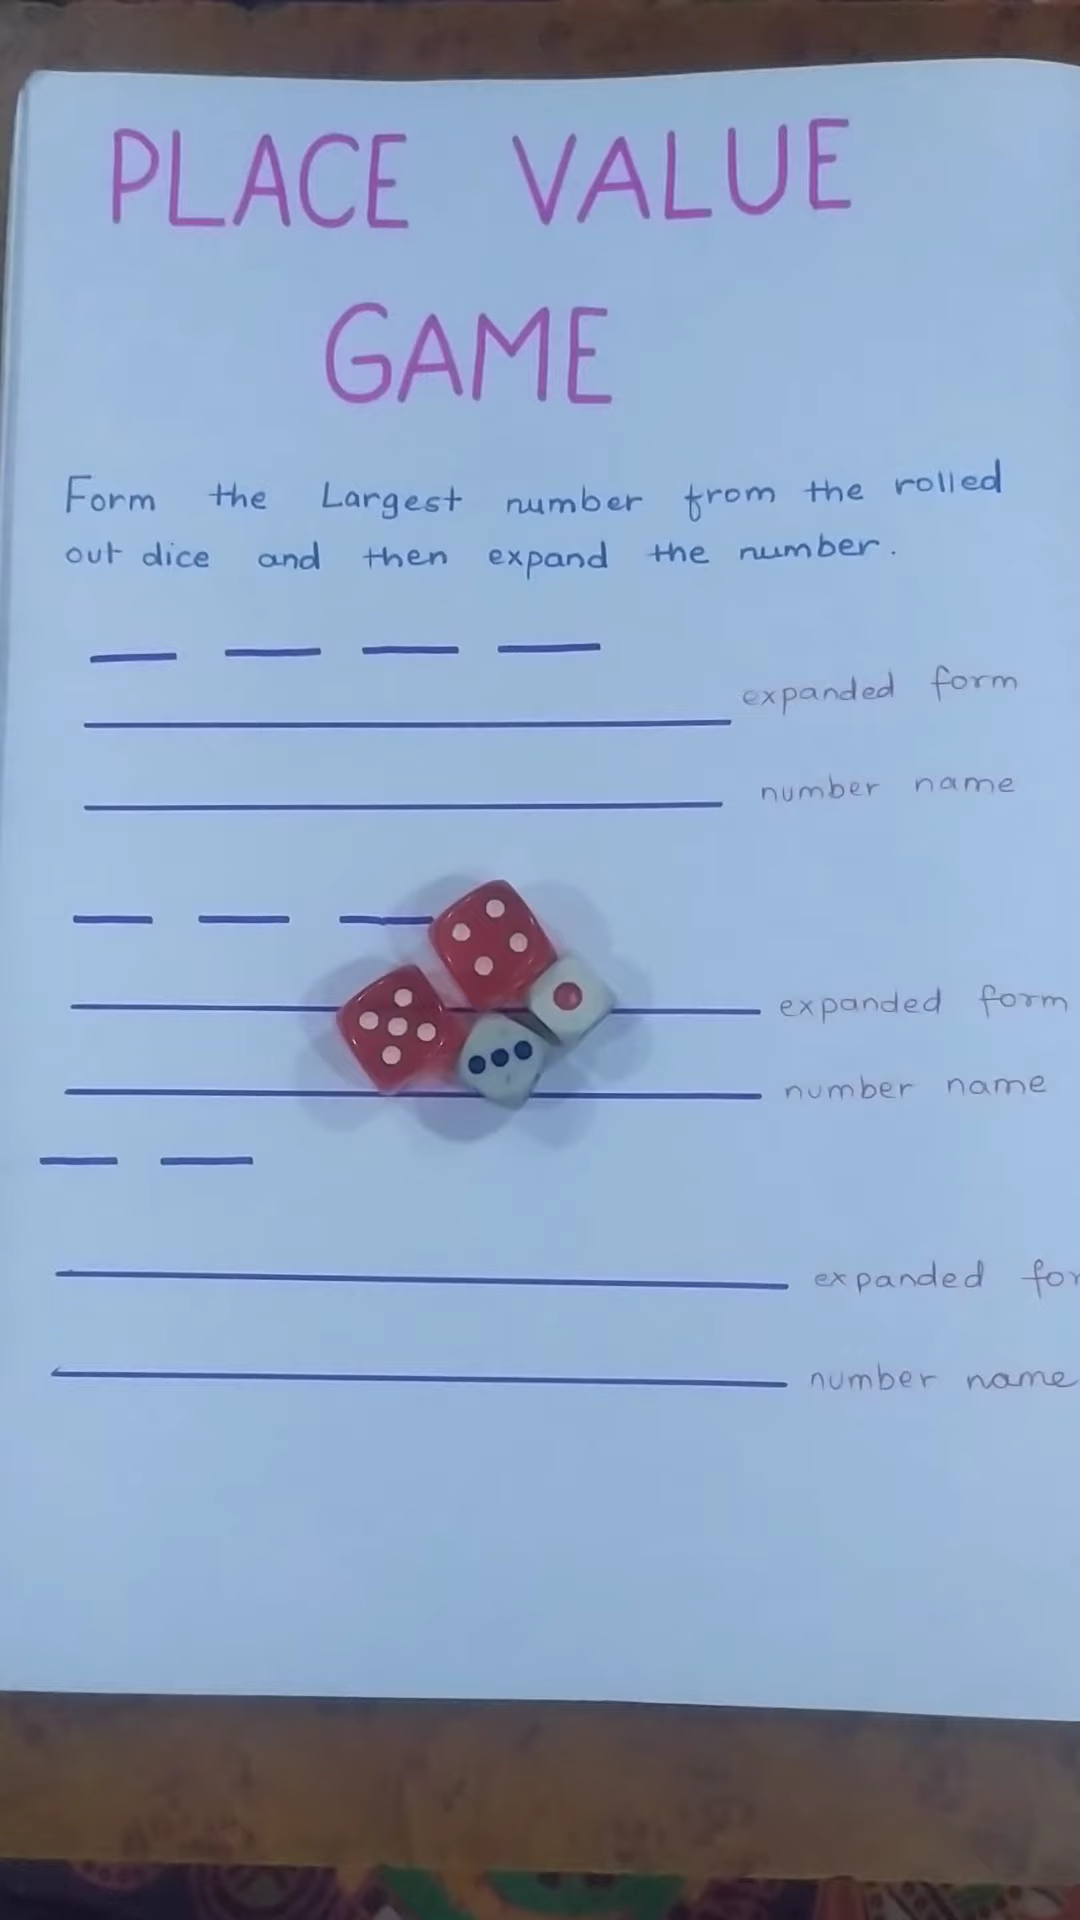 PLACE VALUE
GAME
Form the Largest number from the rolled
out dice and then expand the number.
expanded form
number name
expanded form
number name
expanded for
number name